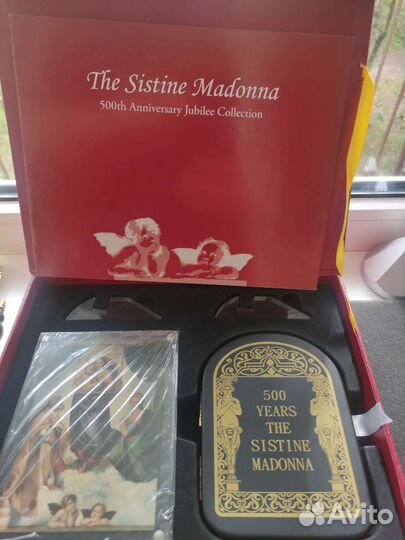 The Sistine Madonna
500th Anniversary Jubilee Collection
500
YEARS
THE
SISTINE
MADONNA
Avito